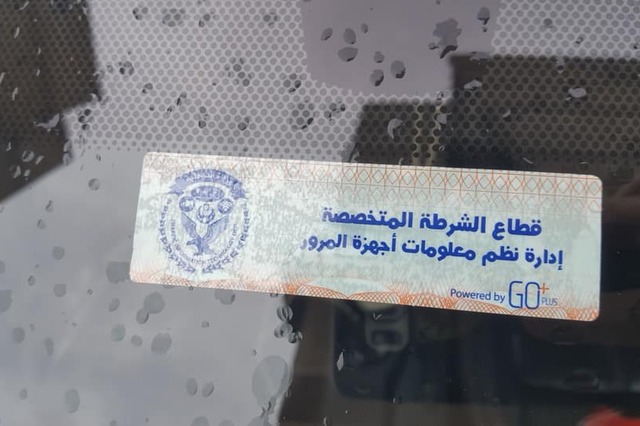 قطاع الشرطة المتخصصة
إدارة نظم معلومات أجهزة المرور
Powered by GO+ PLUS